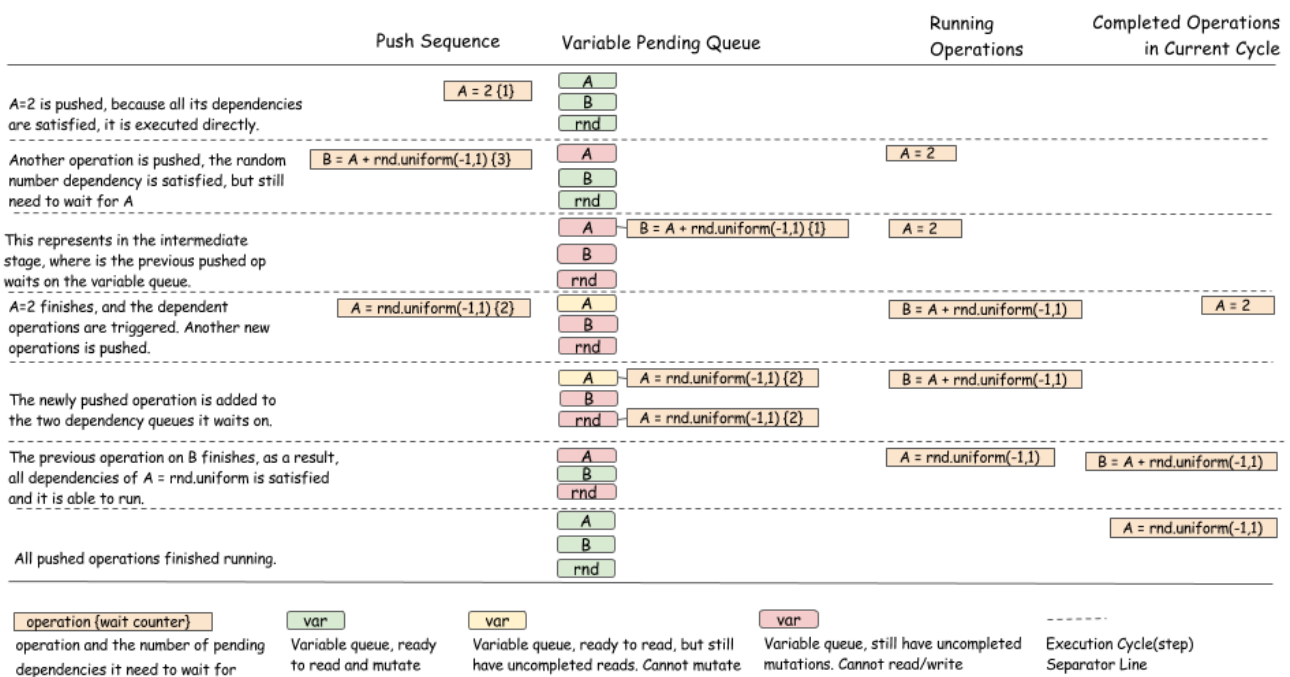 Push Sequence
Variable Pending Queue
Running
Operations
Completed Operations
in Current Cycle
A=2 is pushed, because all its dependencies
are satisfied, it is executed directly.
A = 2 {1}
A
B
rnd
Another operation is pushed, the random
number dependency is satisfied, but still
need to wait for A
B = A + rnd.uniform(-1,1) {3}
A
B
rnd
A = 2
This represents in the intermediate
stage, where is the previous pushed op
waits on the variable queue.
A
B = A + rnd.uniform(-1,1) {1}
B
rnd
A = 2
A=2 finishes, and the dependent
operations are triggered. Another new
operations is pushed.
A = rnd.uniform(-1,1) {2}
A
B
rnd
B = A + rnd.uniform(-1,1)
A = 2
The newly pushed operation is added to
the two dependency queues it waits on.
A
A = rnd.uniform(-1,1) {2}
B
rnd
A = rnd.uniform(-1,1) {2}
B = A + rnd.uniform(-1,1)
The previous operation on B finishes, as a result,
all dependencies of A = rnd.uniform is satisfied
and it is able to run.
A
B
rnd
A = rnd.uniform(-1,1)
B = A + rnd.uniform(-1,1)
All pushed operations finished running.
A
B
rnd
A = rnd.uniform(-1,1)
operation {wait counter}
operation and the number of pending
dependencies it need to wait for
var
Variable queue, ready
to read and mutate
var
Variable queue, ready to read, but still
have uncompleted reads. Cannot mutate
var
Variable queue, still have uncompleted
mutations. Cannot read/write
Execution Cycle(step)
Separator Line